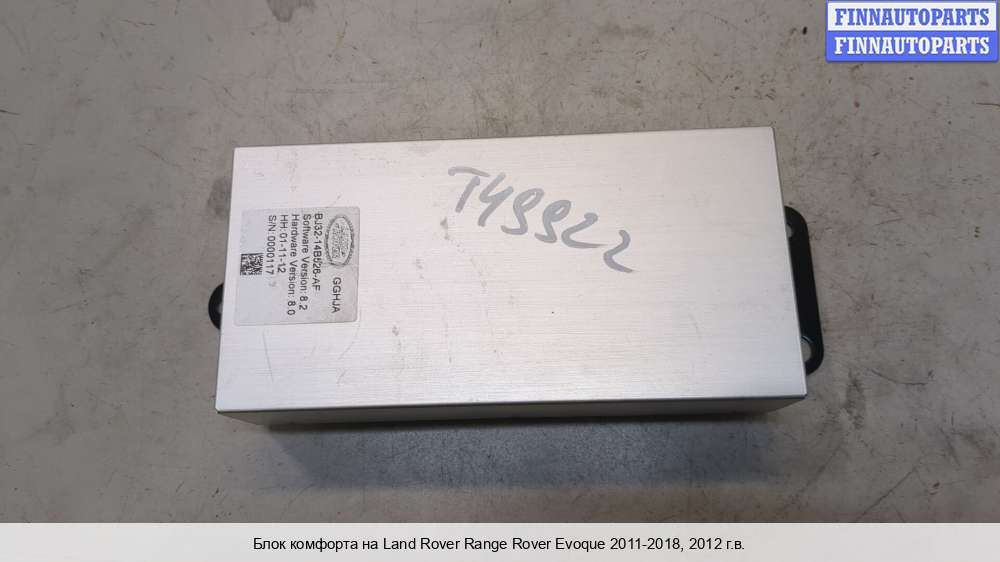 FINNAUTOPARTS
FINNAUTOPARTS
T49922
GGHJA
BJ32-14B526-AF
Software Version: 8.2
Hardware Version: 8.0
HH:01-11-12
S/N:0000117
Блок комфорта на Land Rover Range Rover Evoque 2011-2018, 2012 г.в.